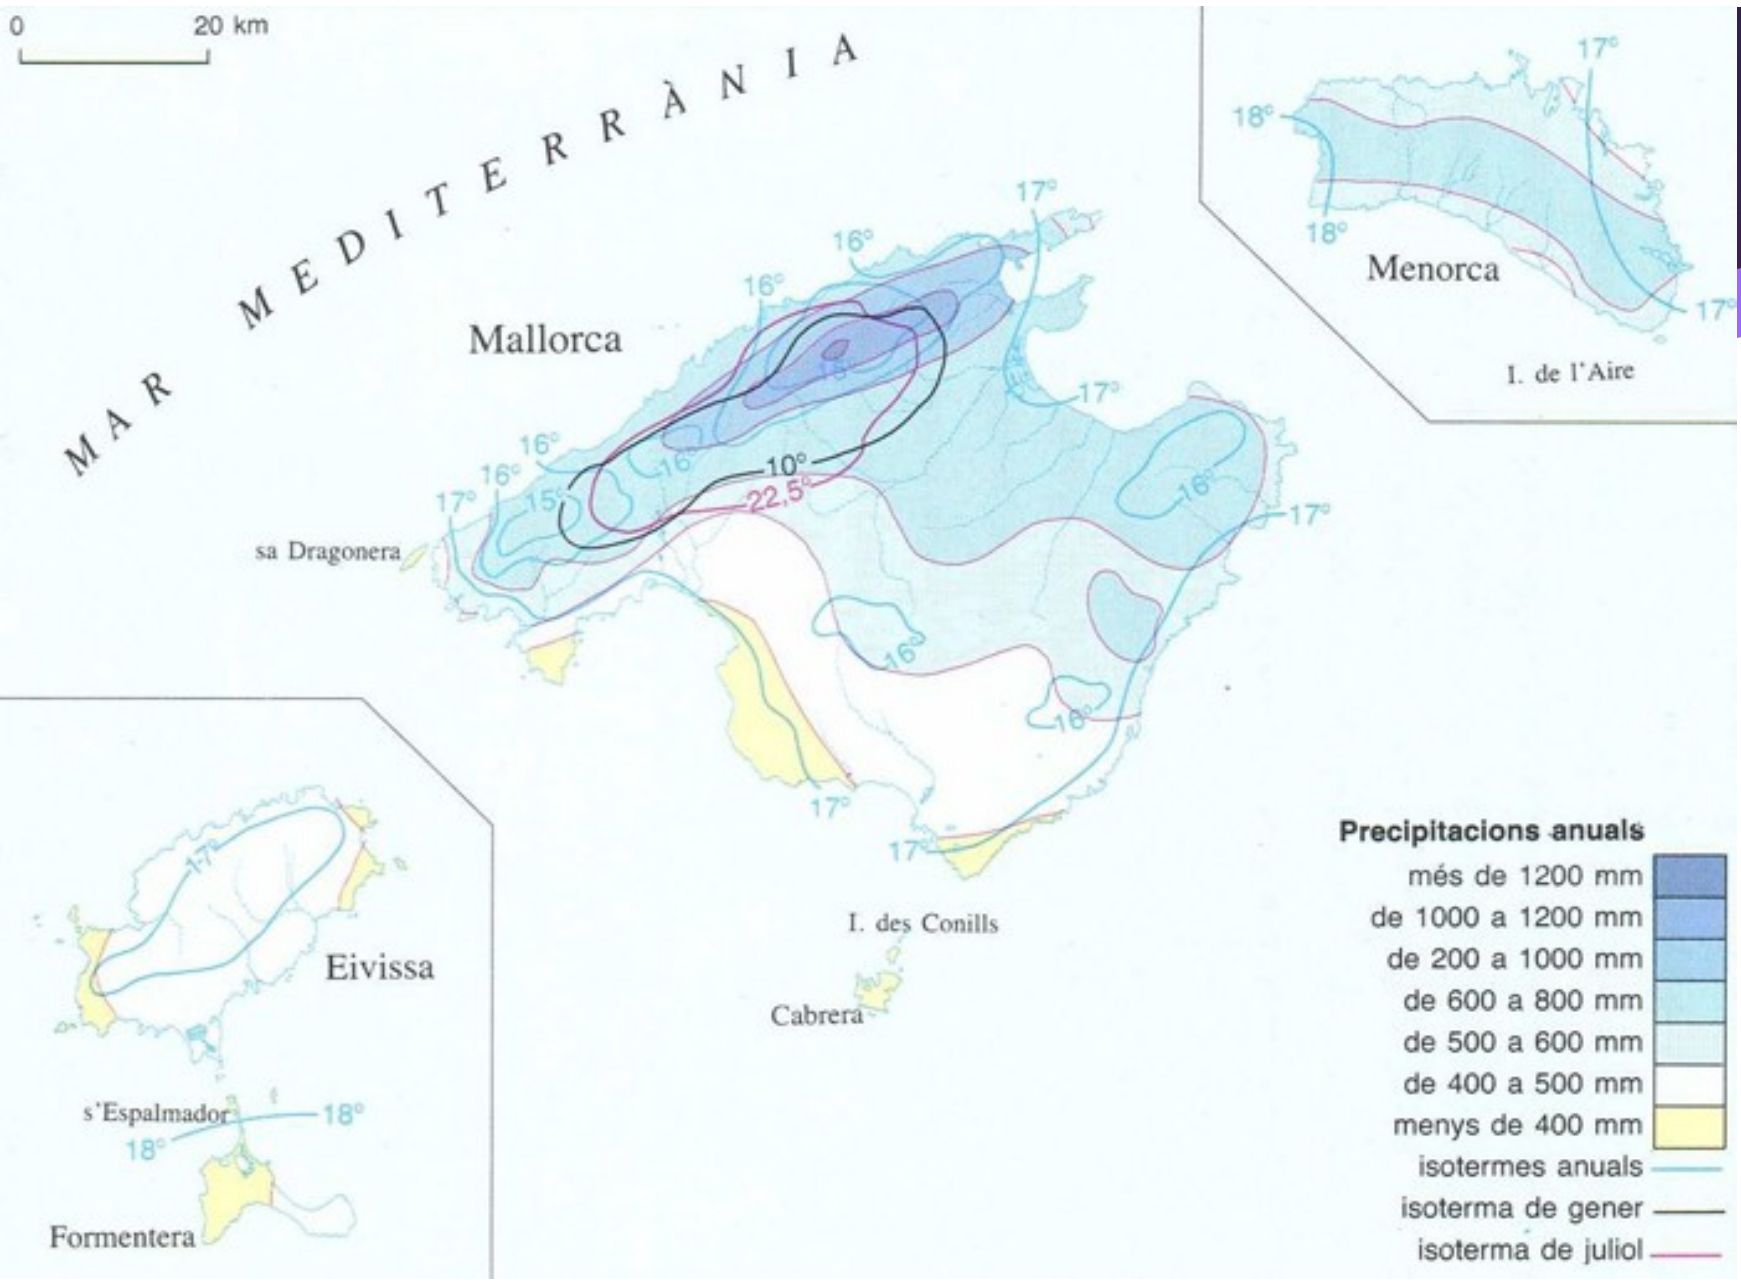 0 20 km
MAR MEDITERRÀNIA
17°
18°
18°
Menorca
17°
I. de l'Aire
17°
16°
16°
Mallorca
15°
17°
16°
16°
16°
17°
15°
10°
22,5°
16°
17°
sa Dragonera
16°
16°
17°
17°
I. des Conills
Cabrera
17°
Eivissa
s'Espalmador
18°
18°
Formentera
Precipitacions anuals
més de 1200 mm
de 1000 a 1200 mm
de 200 a 1000 mm
de 600 a 800 mm
de 500 a 600 mm
de 400 a 500 mm
menys de 400 mm
isotermes anuals
isoterma de gener
isoterma de juliol